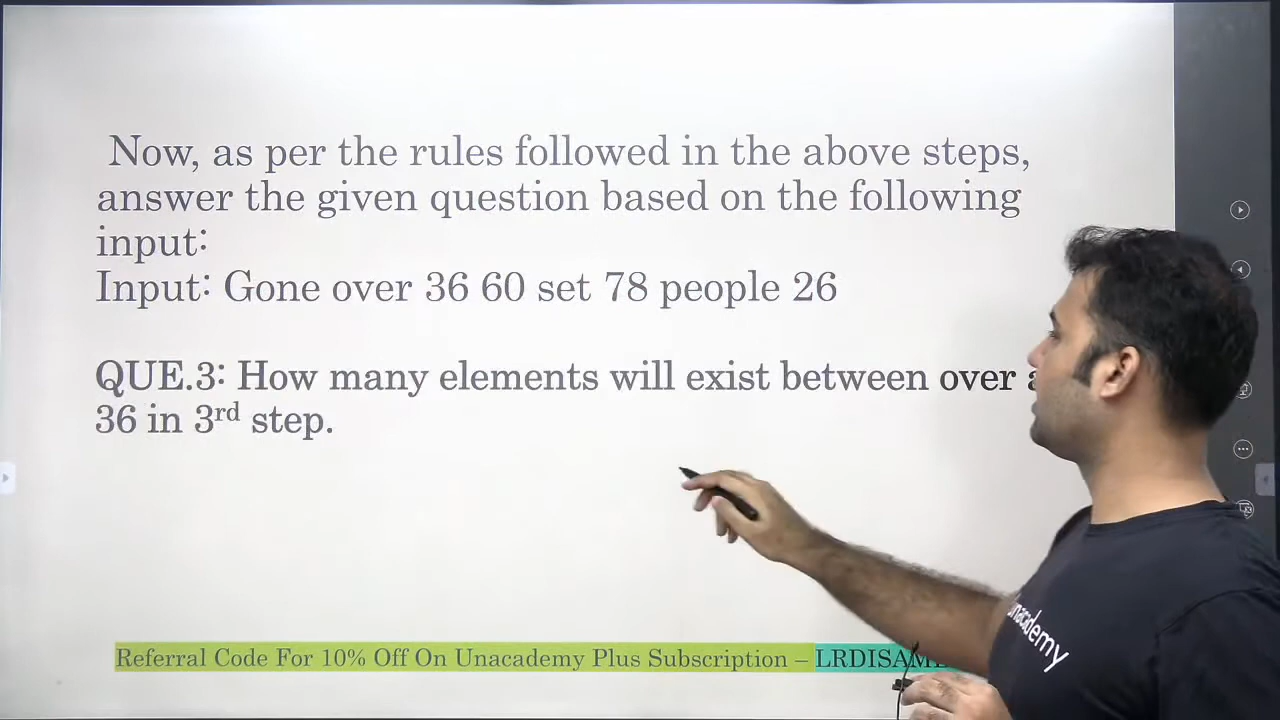 Now, as per the rules followed in the above steps,
answer the given question based on the following
input:
Input: Gone over 36 60 set 78 people 26
QUE.3: How many elements will exist between over
36 in 3rd step.
Referral Code For 10% Off On Unacademy Plus Subscription –
unacademy